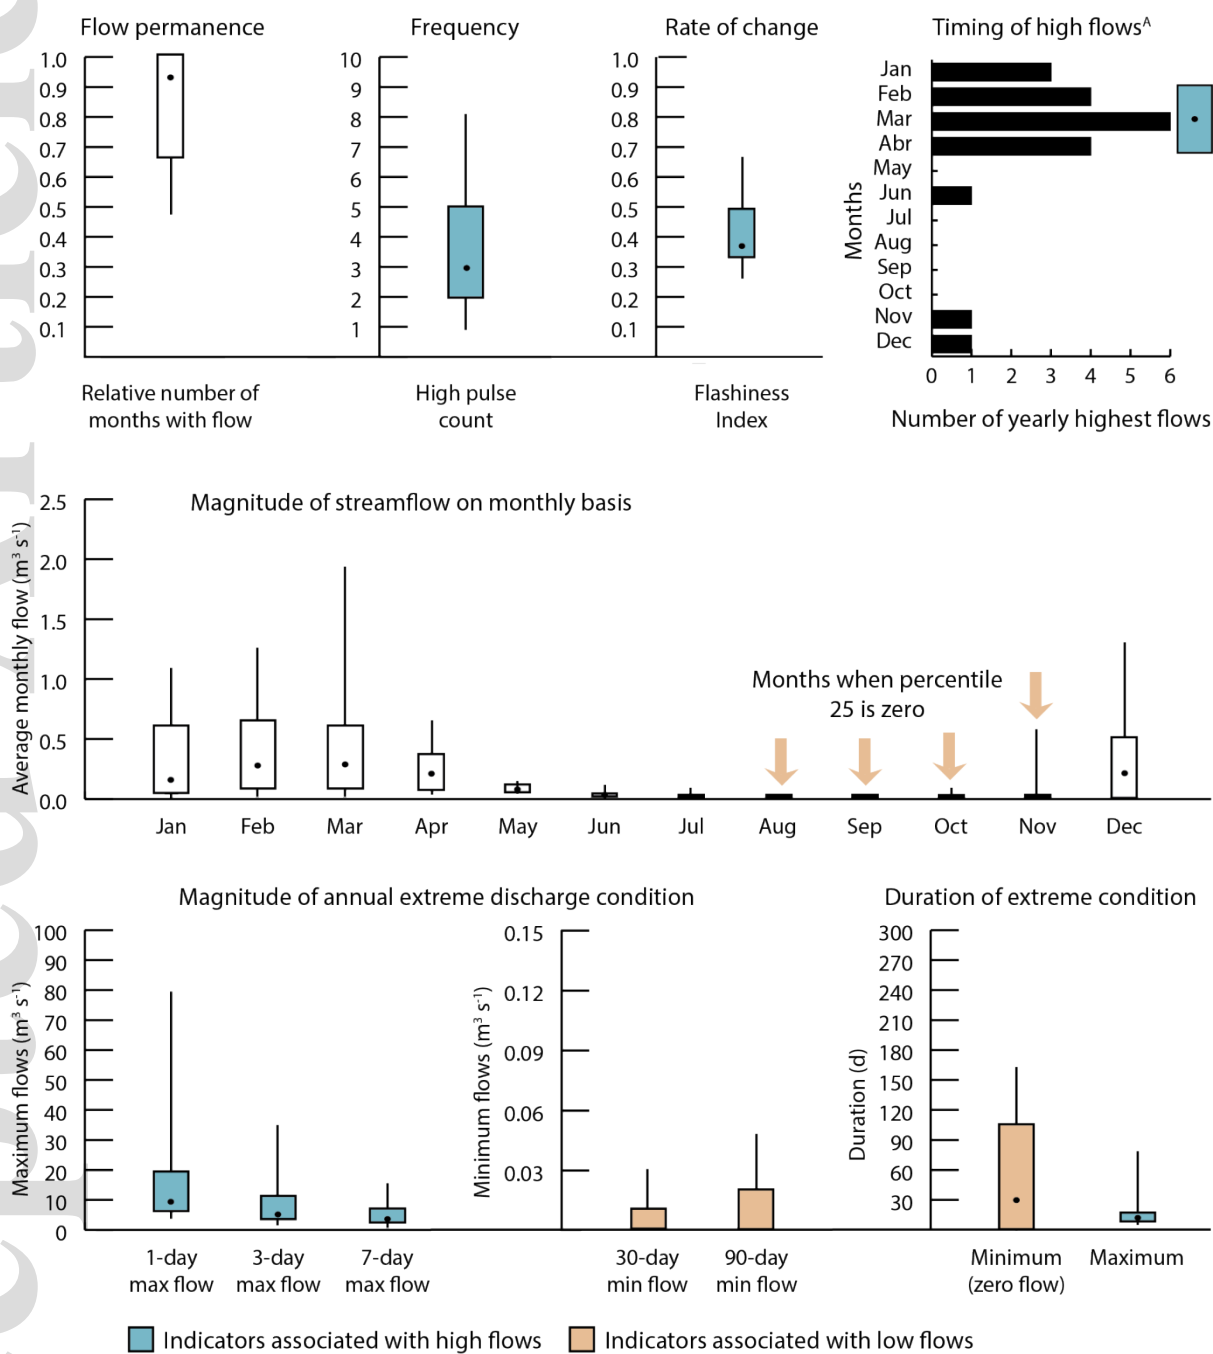 Flow permanence
1.0
0.9
0.8
0.7
0.6
0.5
0.4
0.3
0.2
0.1
Relative number of
months with flow
Frequency
10
9
8
7
6
5
4
3
2
1
High pulse
count
Rate of change
1.0
0.9
0.8
0.7
0.6
0.5
0.4
0.3
0.2
0.1
Flashiness
Index
Timing of high flowsᴬ
Months
Jan
Feb
Mar
Abr
May
Jun
Jul
Aug
Sep
Oct
Nov
Dec
0 1 2 3 4 5 6
Number of yearly highest flows
Magnitude of streamflow on monthly basis
Average monthly flow (m³ s⁻¹)
2.5
2.0
1.5
1.0
0.5
0.0
Months when percentile
25 is zero
Jan Feb Mar Apr May Jun Jul Aug Sep Oct Nov Dec
Magnitude of annual extreme discharge condition
Maximum flows (m³ s⁻¹)
100
90
80
70
60
50
40
30
20
10
0
1-day
max flow
3-day
max flow
7-day
max flow
Minimum flows (m³ s⁻¹)
0.15
0.12
0.09
0.06
0.03
30-day
min flow
90-day
min flow
Duration of extreme condition
Duration (d)
300
270
240
210
180
150
120
90
60
30
Minimum
(zero flow)
Maximum
Indicators associated with high flows
Indicators associated with low flows